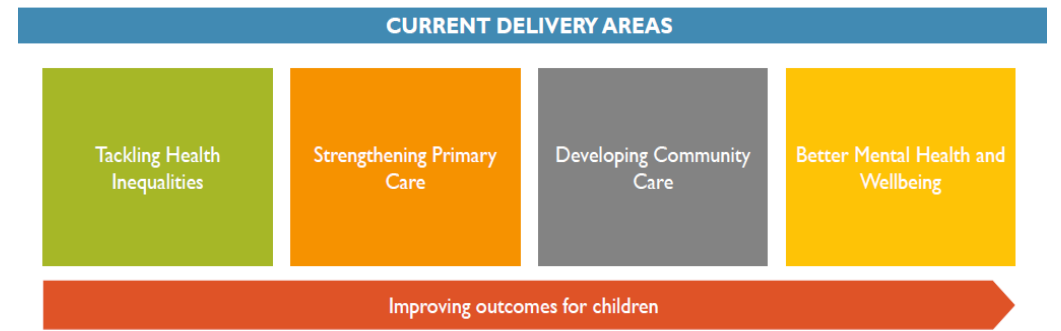 CURRENT DELIVERY AREAS
Tackling Health
Inequalities
Strengthening Primary
Care
Developing Community
Care
Better Mental Health and
Wellbeing
Improving outcomes for children